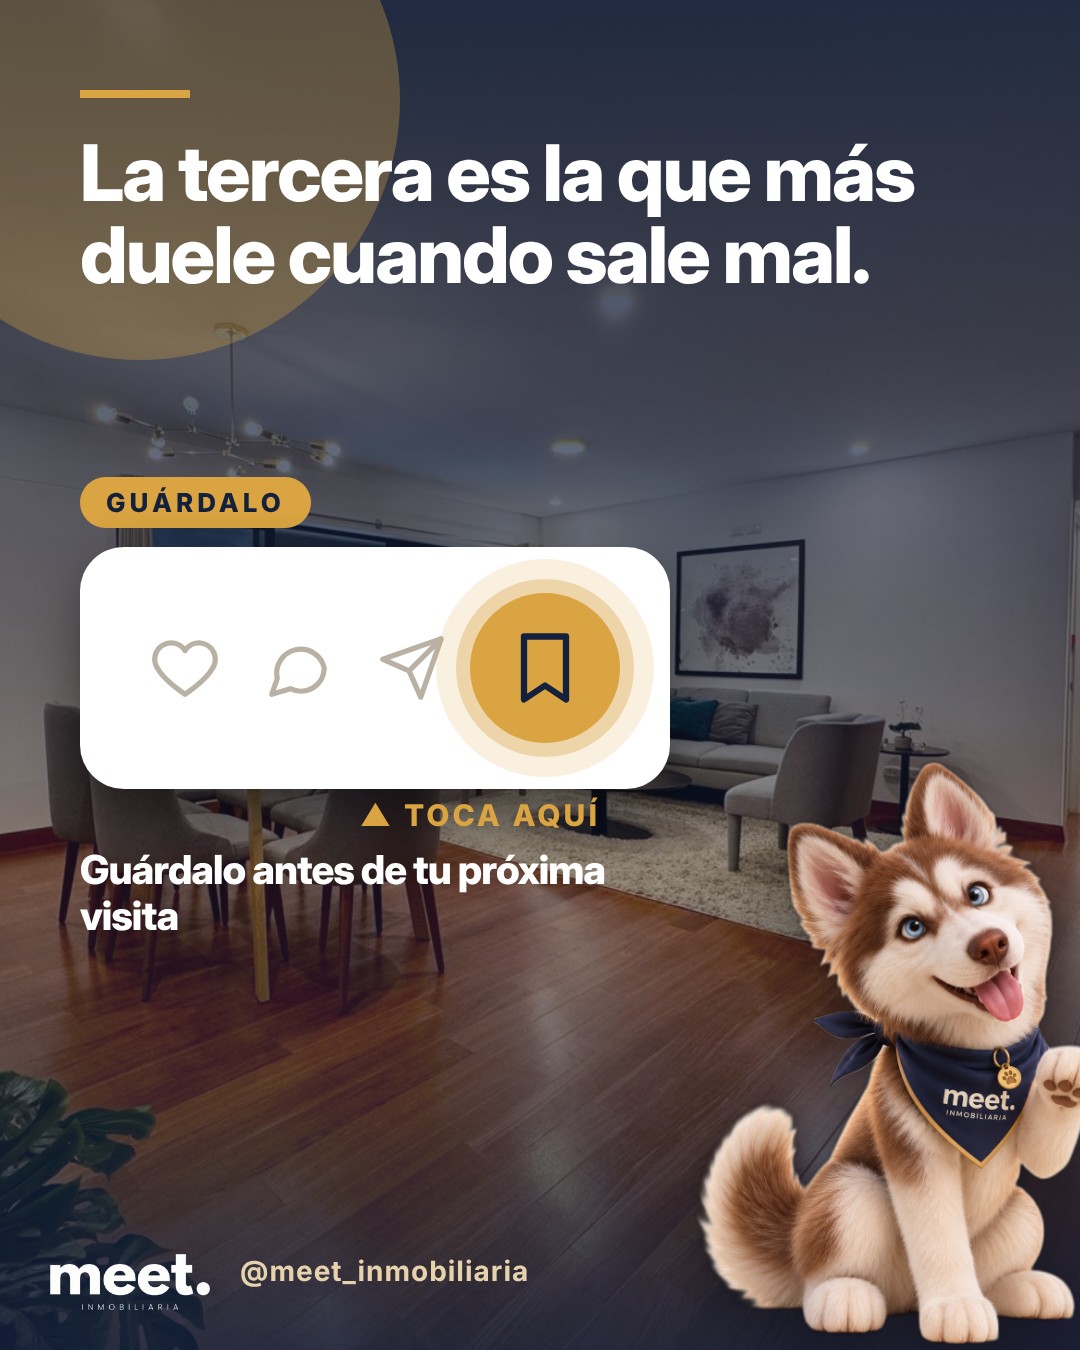 La tercera es la que más
duele cuando sale mal.
GUÁRDALO
▲ TOCA AQUÍ
Guárdalo antes de tu próxima
visita
meet.
INMOBILIARIA
meet.
INMOBILIARIA
@meet_inmobiliaria